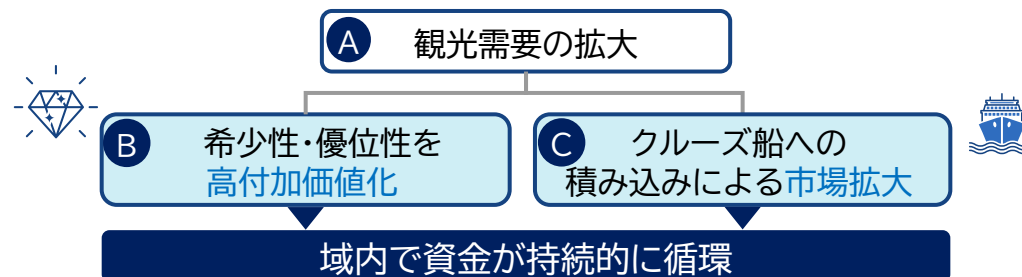 A 観光需要の拡大
B 希少性・優位性を
高付加価値化
C クルーズ船への
積み込みによる市場拡大
域内で資金が持続的に循環